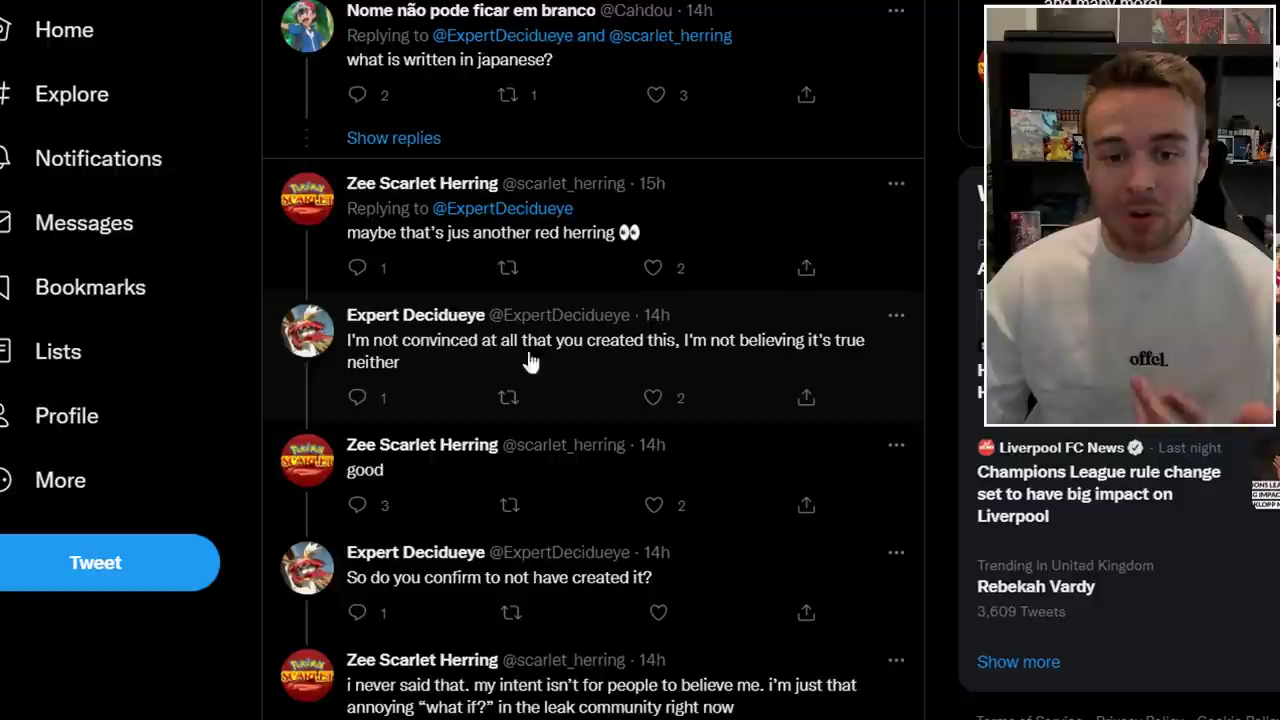 and many more!
Home
Explore
Notifications
Messages
Bookmarks
Lists
Profile
More
Tweet
Nome não pode ficar em branco @Cahdou · 14h
Replying to @ExpertDecidueye and @scarlet_herring
what is written in japanese?
2 1 3
Show replies
Zee Scarlet Herring @scarlet_herring · 15h
Replying to @ExpertDecidueye
maybe that's jus another red herring 👀
1 2
Expert Decidueye @ExpertDecidueye · 14h
I'm not convinced at all that you created this, I'm not believing it's true
neither
1 2
Zee Scarlet Herring @scarlet_herring · 14h
good
3 2
Expert Decidueye @ExpertDecidueye · 14h
So do you confirm to not have created it?
1
Zee Scarlet Herring @scarlet_herring · 14h
i never said that. my intent isn't for people to believe me. i'm just that
annoying “what if?” in the leak community right now
offcl.
Liverpool FC News · Last night
Champions League rule change
set to have big impact on
Liverpool
Trending in United Kingdom
Rebekah Vardy
3,609 Tweets
Show more